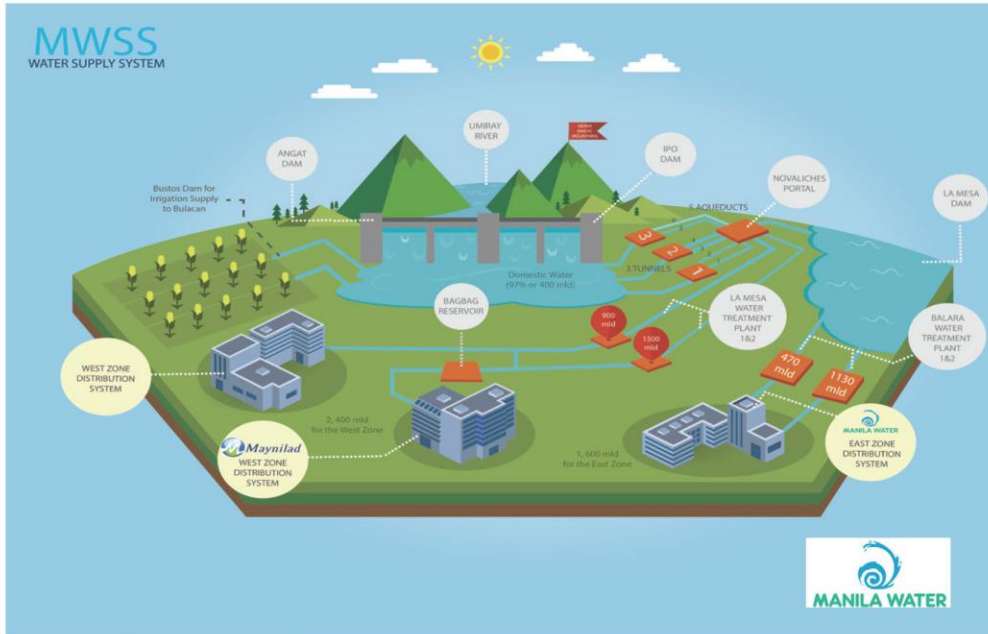 MWSS
WATER SUPPLY SYSTEM
UMIRAY
RIVER
ANGAT
DAM
IPO
DAM
NOVALICHES
PORTAL
LA MESA
DAM
Bustos Dam for
Irrigation Supply
to Bulacan
5 AQUEDUCTS
3
2
1
3 TUNNELS
Domestic Water
(97% or 400 mld)
BAGBAG
RESERVOIR
LA MESA
WATER
TREATMENT
PLANT
1&2
BALARA
WATER
TREATMENT
PLANT
1&2
900
mld
1500
mld
470
mld
1130
mld
WEST ZONE
DISTRIBUTION
SYSTEM
2, 400 mld
for the West Zone
Maynilad
WEST ZONE
DISTRIBUTION
SYSTEM
1, 600 mld
for the East Zone
MANILA WATER
EAST ZONE
DISTRIBUTION
SYSTEM
MANILA WATER